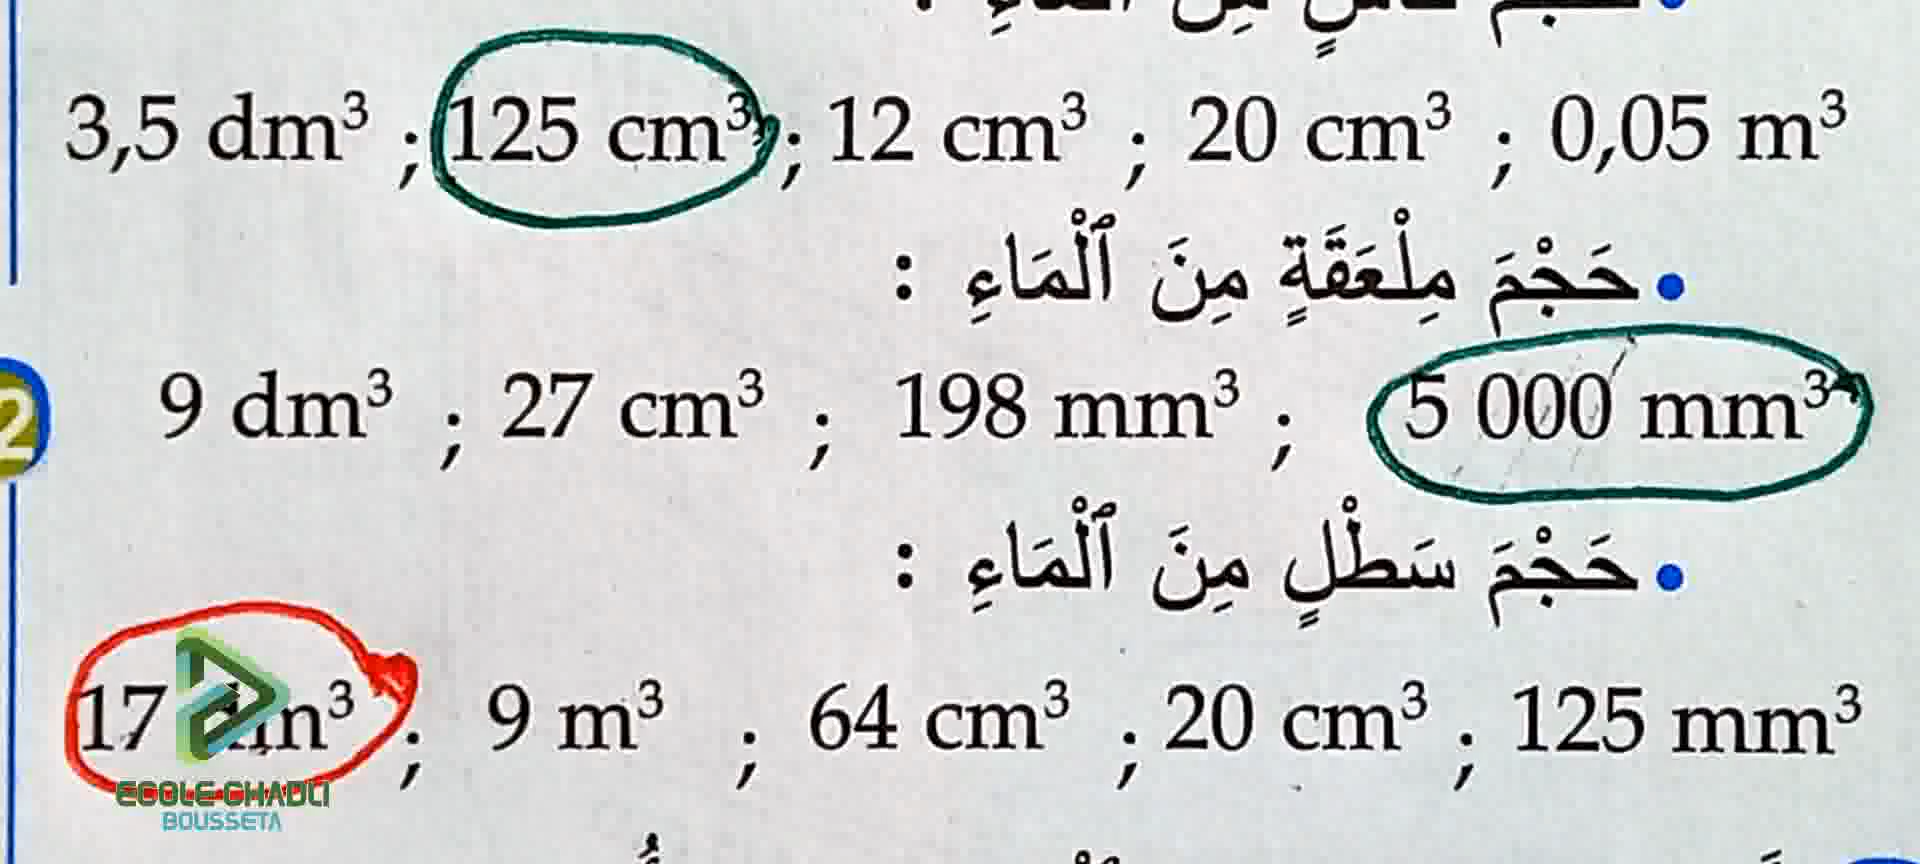 3,5 dm³ ; 125 cm³ ; 12 cm³ ; 20 cm³ ; 0,05 m³
• حَجْمَ مِلْعَقَةٍ مِنَ ٱلْمَاءِ :
9 dm³ ; 27 cm³ ; 198 mm³ ; 5 000 mm³
2
• حَجْمَ سَطْلٍ مِنَ ٱلْمَاءِ :
17 dm³ ; 9 m³ ; 64 cm³ ; 20 cm³ ; 125 mm³
ECOLE CHADLI
BOUSSETA